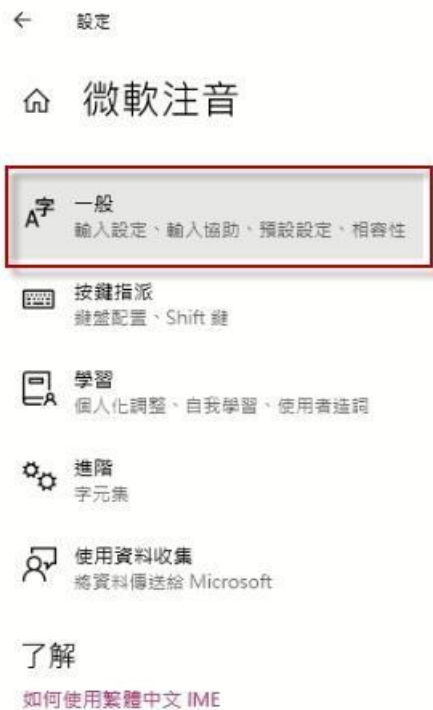 設定
微軟注音
一般
輸入設定、輸入協助、預設設定、相容性
按鍵指派
鍵盤配置、Shift 鍵
學習
個人化調整、自我學習、使用者造詞
進階
字元集
使用資料收集
將資料傳送給 Microsoft
了解
如何使用繁體中文 IME